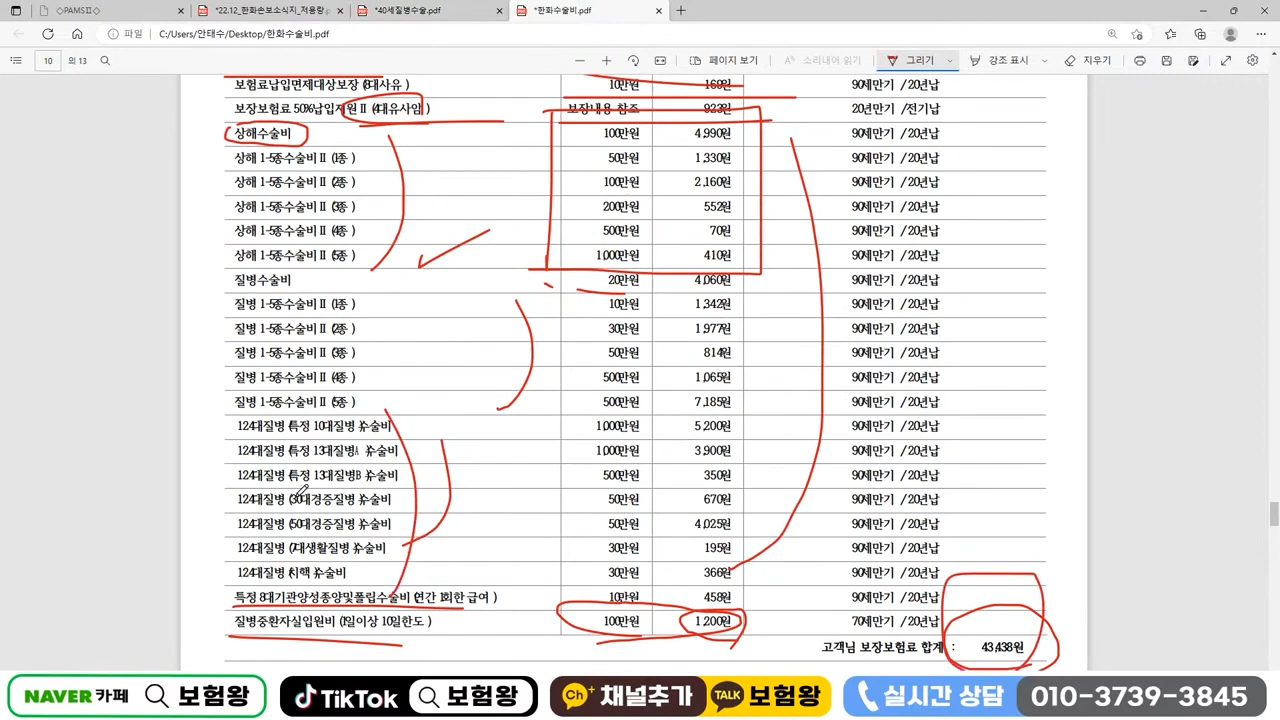 ◇PAMSⅡ◇
*22.12_한화손보소식지_저용량.pdf
*40세질병수술.pdf
*한화수술비.pdf
파일 C:/Users/안태수/Desktop/한화수술비.pdf
10 의 13 페이지 보기 소리내어 읽기 그리기 강조 표시 지우기
보험료납입면제대상보장 (8대사유 ) 10만원 169원 90세만기 /20년납
보장보험료 50%납입지원Ⅱ (4대유사암 ) 보장내용 참조 923원 20년만기 /전기납
상해수술비 100만원 4,990원 90세만기 /20년납
상해 1-5종수술비Ⅱ (1종 ) 50만원 1,330원 90세만기 /20년납
상해 1-5종수술비Ⅱ (2종 ) 100만원 2,160원 90세만기 /20년납
상해 1-5종수술비Ⅱ (3종 ) 200만원 552원 90세만기 /20년납
상해 1-5종수술비Ⅱ (4종 ) 500만원 70원 90세만기 /20년납
상해 1-5종수술비Ⅱ (5종 ) 1,000만원 410원 90세만기 /20년납
질병수술비 20만원 4,060원 90세만기 /20년납
질병 1-5종수술비Ⅱ (1종 ) 10만원 1,342원 90세만기 /20년납
질병 1-5종수술비Ⅱ (2종 ) 30만원 1,977원 90세만기 /20년납
질병 1-5종수술비Ⅱ (3종 ) 50만원 814원 90세만기 /20년납
질병 1-5종수술비Ⅱ (4종 ) 500만원 1,065원 90세만기 /20년납
질병 1-5종수술비Ⅱ (5종 ) 500만원 7,185원 90세만기 /20년납
124대질병 (특정 10대질병 )수술비 1,000만원 5,200원 90세만기 /20년납
124대질병 (특정 13대질병A )수술비 1,000만원 3,900원 90세만기 /20년납
124대질병 (특정 13대질병B )수술비 500만원 350원 90세만기 /20년납
124대질병 (30대경증질병 )수술비 50만원 670원 90세만기 /20년납
124대질병 (50대경증질병 )수술비 50만원 4,025원 90세만기 /20년납
124대질병 (7대생활질병 )수술비 30만원 195원 90세만기 /20년납
124대질병 (치핵 )수술비 30만원 366원 90세만기 /20년납
특정 8대기관양성종양및폴립수술비 (연간 1회한 급여 ) 10만원 458원 90세만기 /20년납
질병중환자실입원비 (1일이상 10일한도 ) 100만원 1,200원 70세만기 /20년납
고객님 보장보험료 합계 : 43,438원
NAVER 카페 보험왕 TikTok 보험왕 Ch+ 채널추가 TALK 보험왕 실시간 상담 010-3739-3845